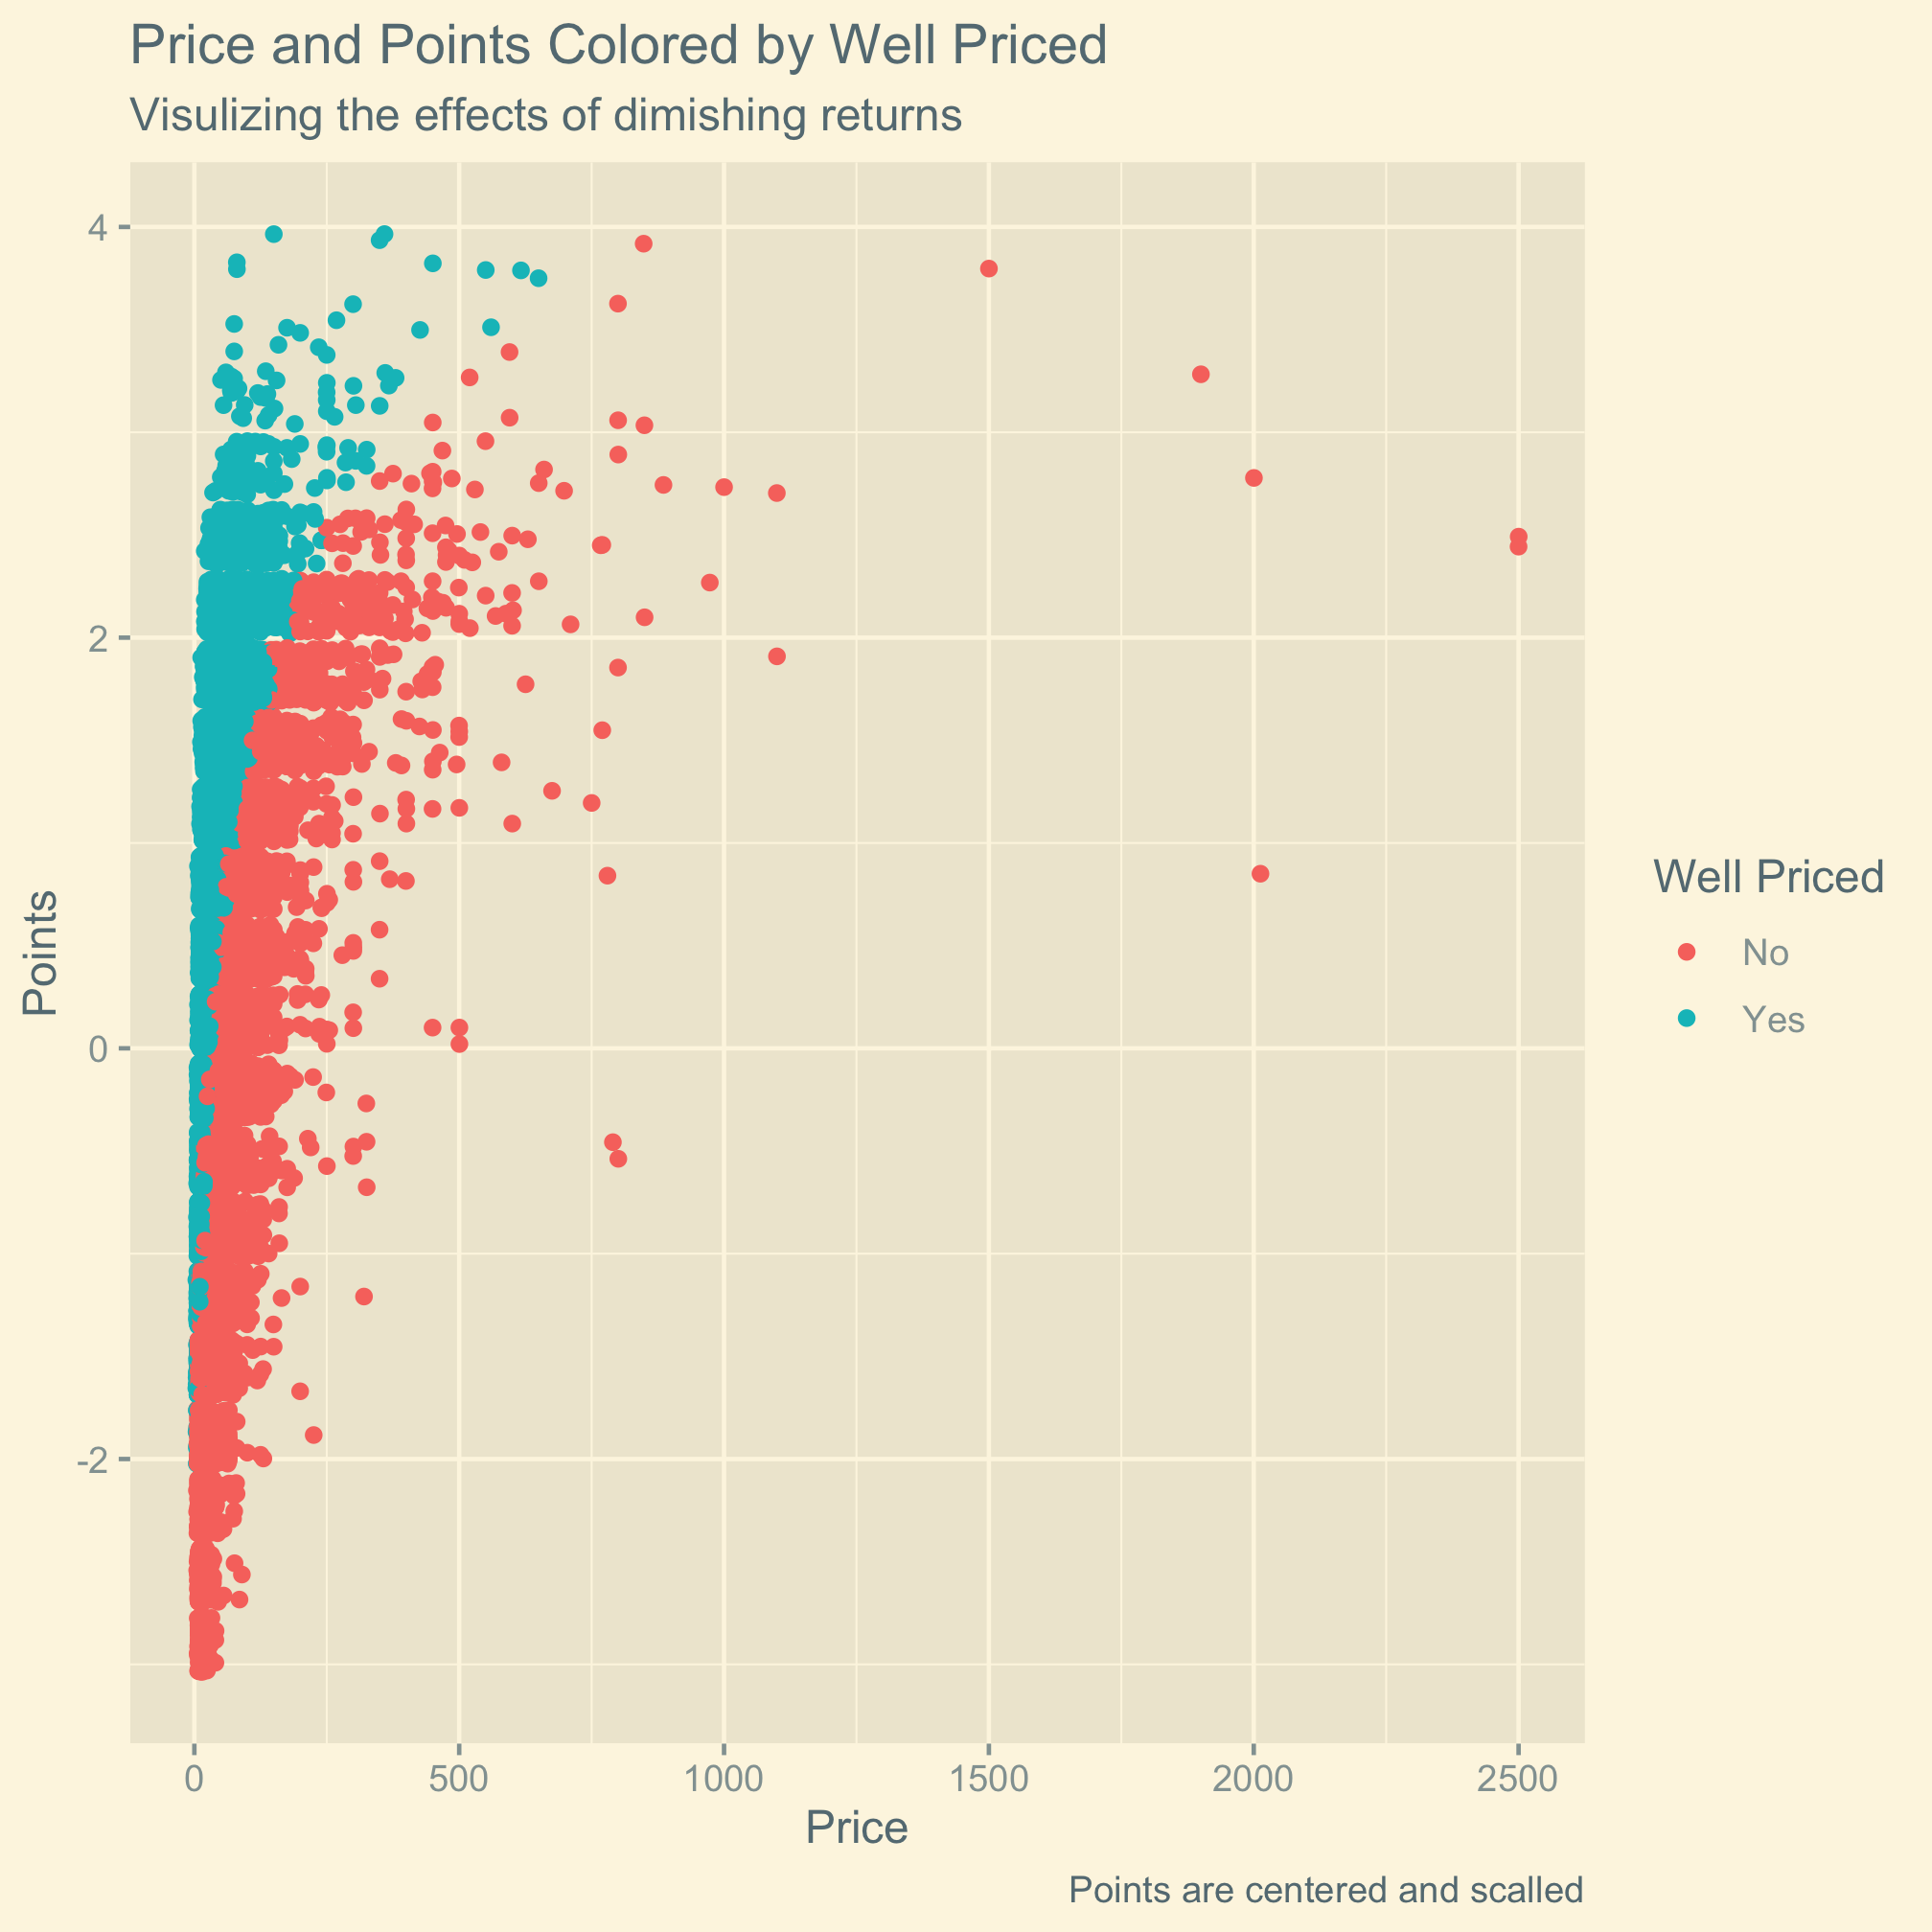 Price and Points Colored by Well Priced
Visulizing the effects of dimishing returns
4
2
0
-2
Points
0 500 1000 1500 2000 2500
Price
Well Priced
No
Yes
Points are centered and scalled